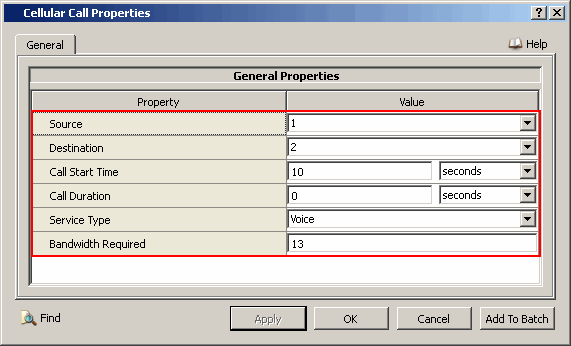 Cellular Call Properties
General
Help
General Properties
Property Value
Source 1
Destination 2
Call Start Time 10 seconds
Call Duration 0 seconds
Service Type Voice
Bandwidth Required 13
Find Apply OK Cancel Add To Batch